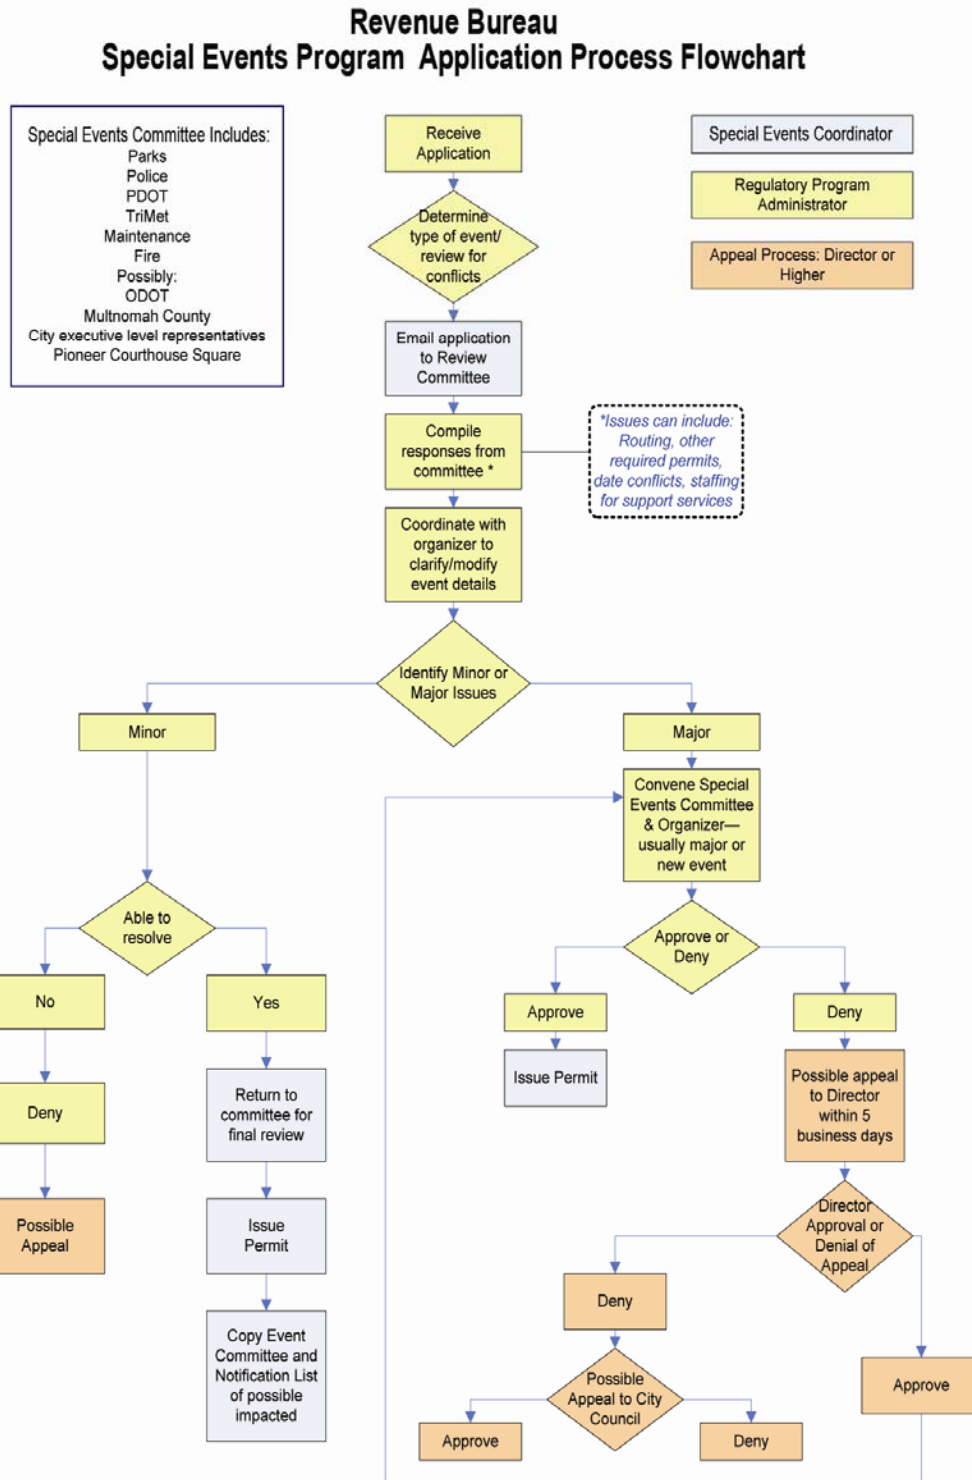 Revenue Bureau
Special Events Program Application Process Flowchart
Special Events Committee Includes:
Parks
Police
PDOT
TriMet
Maintenance
Fire
Possibly:
ODOT
Multnomah County
City executive level representatives
Pioneer Courthouse Square
Receive
Application
Special Events Coordinator
Regulatory Program
Administrator
Appeal Process: Director or
Higher
Determine
type of event/
review for
conflicts
Email application
to Review
Committee
Compile
responses from
committee *
*Issues can include:
Routing, other
required permits,
date conflicts, staffing
for support services
Coordinate with
organizer to
clarify/modify
event details
Identify Minor or
Major Issues
Minor
Major
Convene Special
Events Committee
& Organizer—
usually major or
new event
Able to
resolve
Approve or
Deny
No
Yes
Approve
Deny
Deny
Return to
committee for
final review
Issue Permit
Possible appeal
to Director
within 5
business days
Possible
Appeal
Issue
Permit
Director
Approval or
Denial of
Appeal
Copy Event
Committee and
Notification List
of possible
impacted
Deny
Possible
Appeal to City
Council
Approve
Approve
Deny